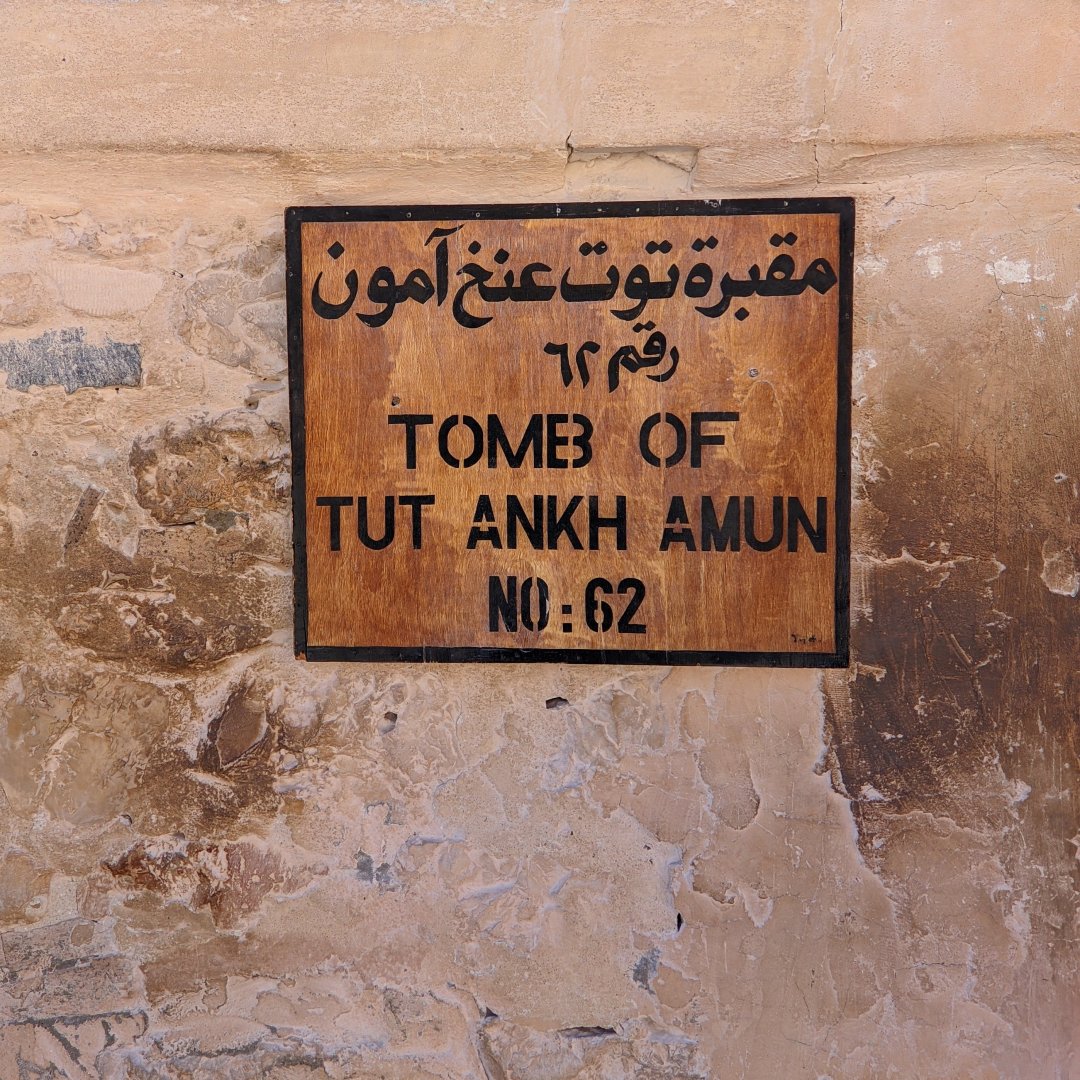 مقبرة توت عنخ آمون
رقم ٦٢
TOMB OF
TUT ANKH AMUN
NO: 62